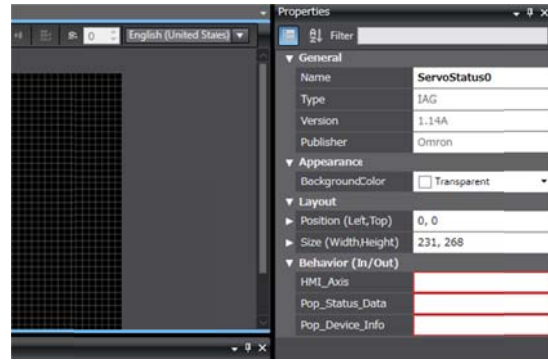 Properties
0
English (United States)
Filter
General
Name ServoStatus0
Type IAG
Version 1.14A
Publisher Omron
Appearance
BackgroundColor Transparent
Layout
Position (Left,Top) 0, 0
Size (Width,Height) 231, 268
Behavior (In/Out)
HMI_Axis
Pop_Status_Data
Pop_Device_Info